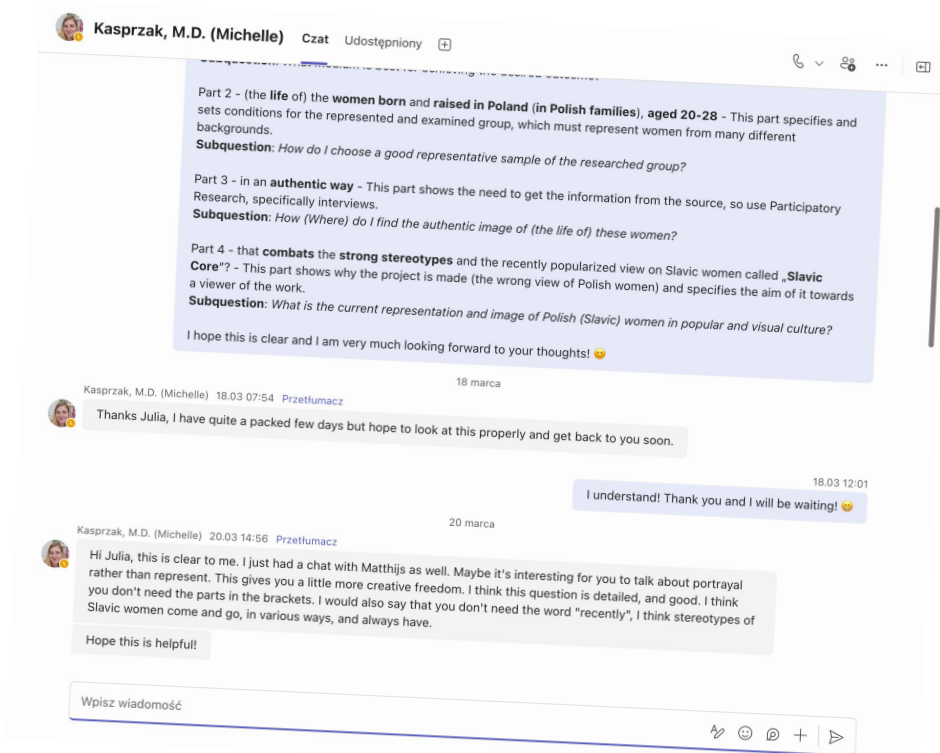 Kasprzak, M.D. (Michelle) Czat Udostępniony
Part 2 - (the life of) the women born and raised in Poland (in Polish families), aged 20-28 - This part specifies and
sets conditions for the represented and examined group, which must represent women from many different
backgrounds.
Subquestion: How do I choose a good representative sample of the researched group?
Part 3 - in an authentic way - This part shows the need to get the information from the source, so use Participatory
Research, specifically interviews.
Subquestion: How (Where) do I find the authentic image of (the life of) these women?
Part 4 - that combats the strong stereotypes and the recently popularized view on Slavic women called „Slavic
Core"? - This part shows why the project is made (the wrong view of Polish women) and specifies the aim of it towards
a viewer of the work.
Subquestion: What is the current representation and image of Polish (Slavic) women in popular and visual culture?
I hope this is clear and I am very much looking forward to your thoughts! 😊
18 marca
Kasprzak, M.D. (Michelle) 18.03 07:54 Przetłumacz
Thanks Julia, I have quite a packed few days but hope to look at this properly and get back to you soon.
18.03 12:01
I understand! Thank you and I will be waiting! 😊
20 marca
Kasprzak, M.D. (Michelle) 20.03 14:56 Przetłumacz
Hi Julia, this is clear to me. I just had a chat with Matthijs as well. Maybe it's interesting for you to talk about portrayal
rather than represent. This gives you a little more creative freedom. I think this question is detailed, and good. I think
you don't need the parts in the brackets. I would also say that you don't need the word "recently", I think stereotypes of
Slavic women come and go, in various ways, and always have.
Hope this is helpful!
Wpisz wiadomość